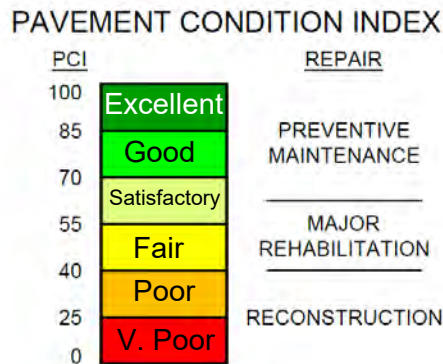 PAVEMENT CONDITION INDEX
PCI
REPAIR
100
Excellent
85
PREVENTIVE
MAINTENANCE
Good
70
Satisfactory
55
MAJOR
REHABILITATION
Fair
40
Poor
25
RECONSTRUCTION
V. Poor
0